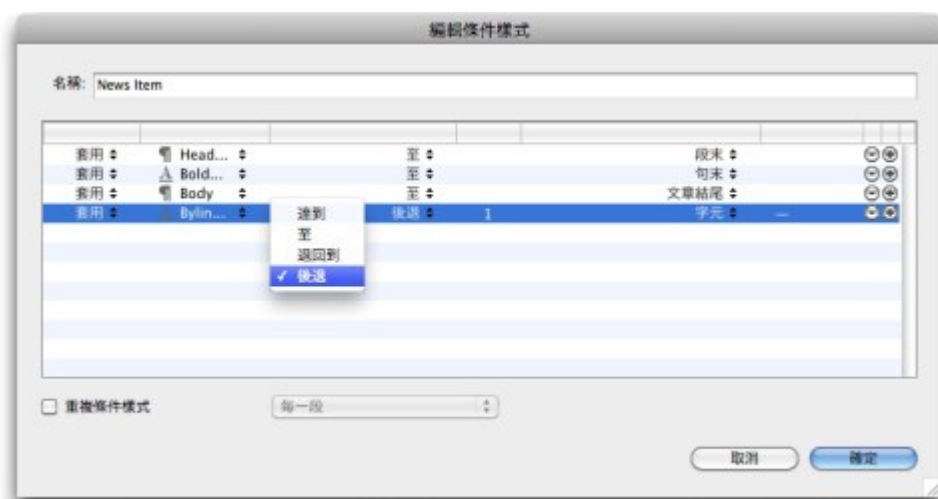 編輯條件樣式
名稱: News Item
套用 ¶ Head... 至 段末
套用 A Bold... 至 句末
套用 ¶ Body 至 文章結尾
套用 Bylin... 後退 1 字元 —
達到
至
退回到
✓ 後退
重複條件樣式 每一段
取消 確定